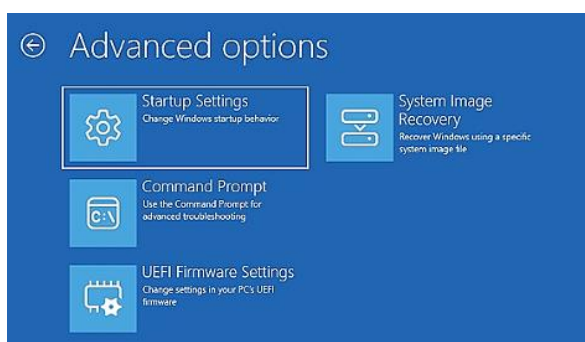 Advanced options
Startup Settings
Change Windows startup behavior
System Image
Recovery
Recover Windows using a specific
system image file
C:\
Command Prompt
Use the Command Prompt for
advanced troubleshooting
UEFI Firmware Settings
Change settings in your PC's UEFI
firmware